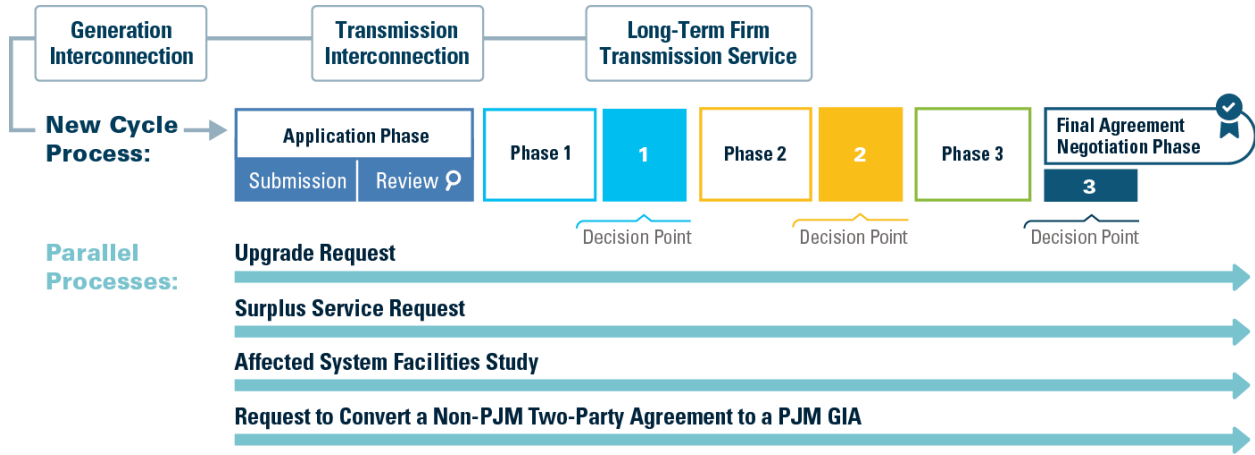 Generation
Interconnection
Transmission
Interconnection
Long-Term Firm
Transmission Service
New Cycle
Process:
Application Phase
Submission
Review
Phase 1
1
Phase 2
2
Phase 3
Final Agreement
Negotiation Phase
3
Decision Point
Decision Point
Decision Point
Parallel
Processes:
Upgrade Request
Surplus Service Request
Affected System Facilities Study
Request to Convert a Non-PJM Two-Party Agreement to a PJM GIA